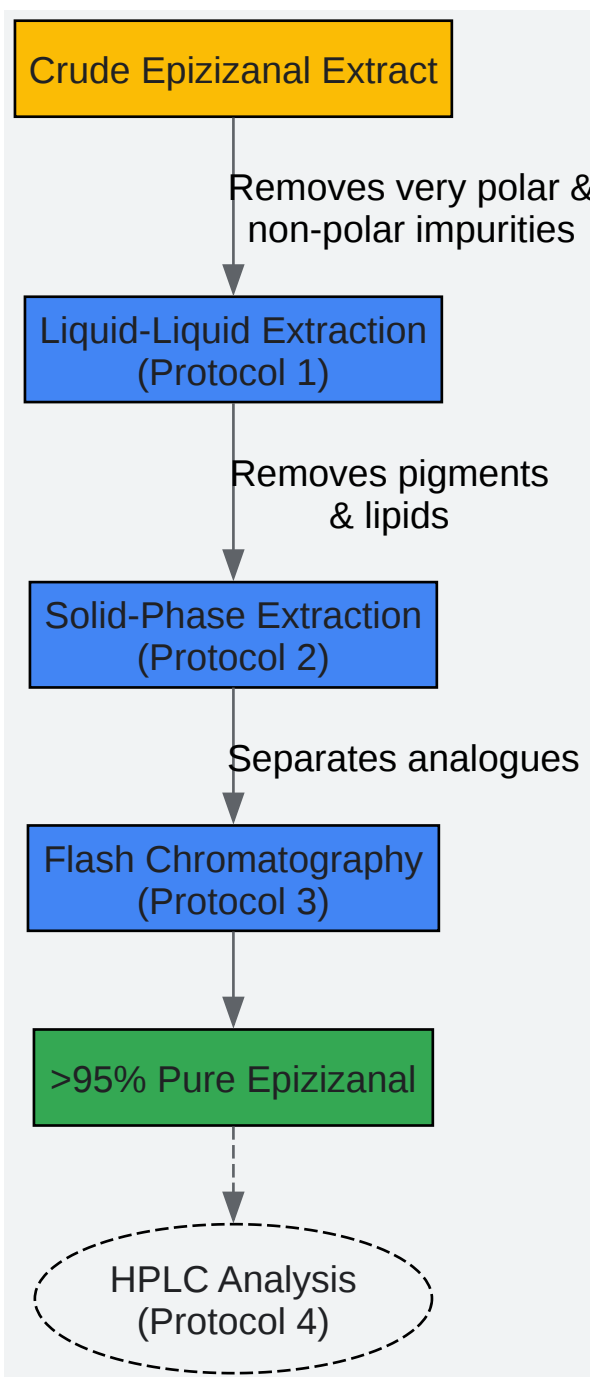 Crude Epizizanal Extract
Removes very polar &
non-polar impurities
Liquid-Liquid Extraction
(Protocol 1)
Removes pigments
& lipids
Solid-Phase Extraction
(Protocol 2)
Separates analogues
Flash Chromatography
(Protocol 3)
>95% Pure Epizizanal
HPLC Analysis
(Protocol 4)